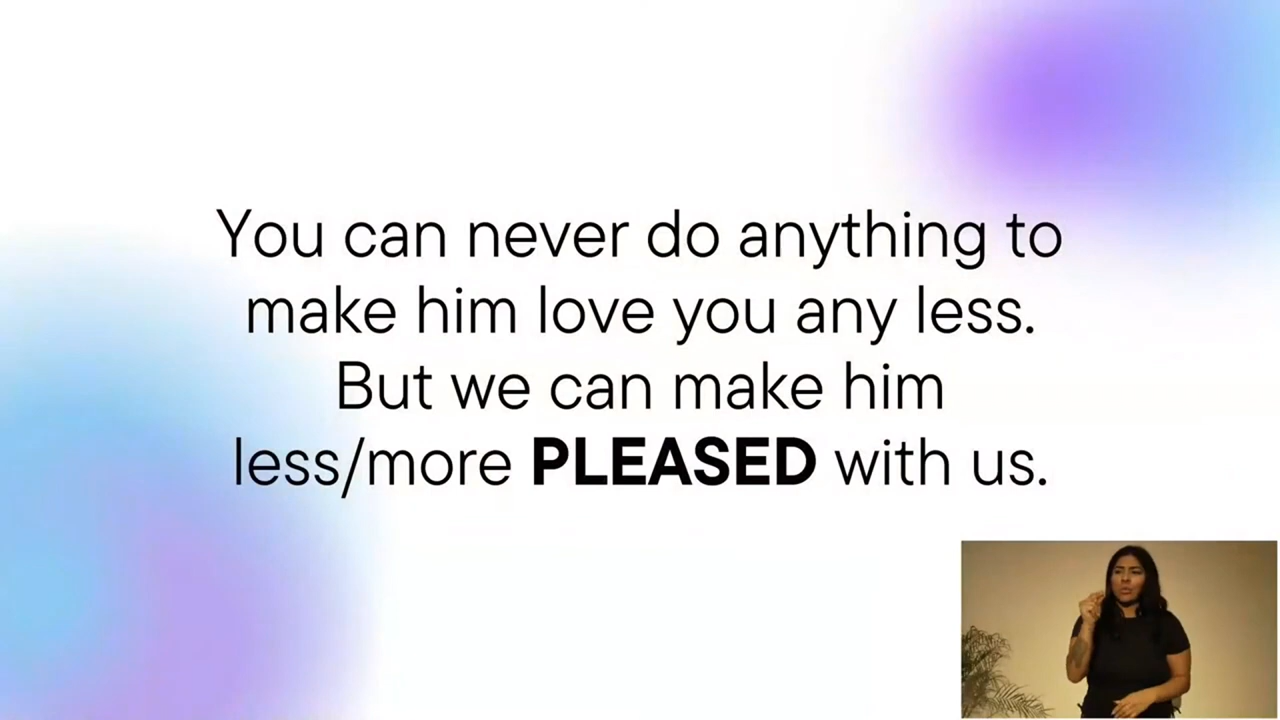 You can never do anything to
make him love you any less.
But we can make him
less/more PLEASED with us.